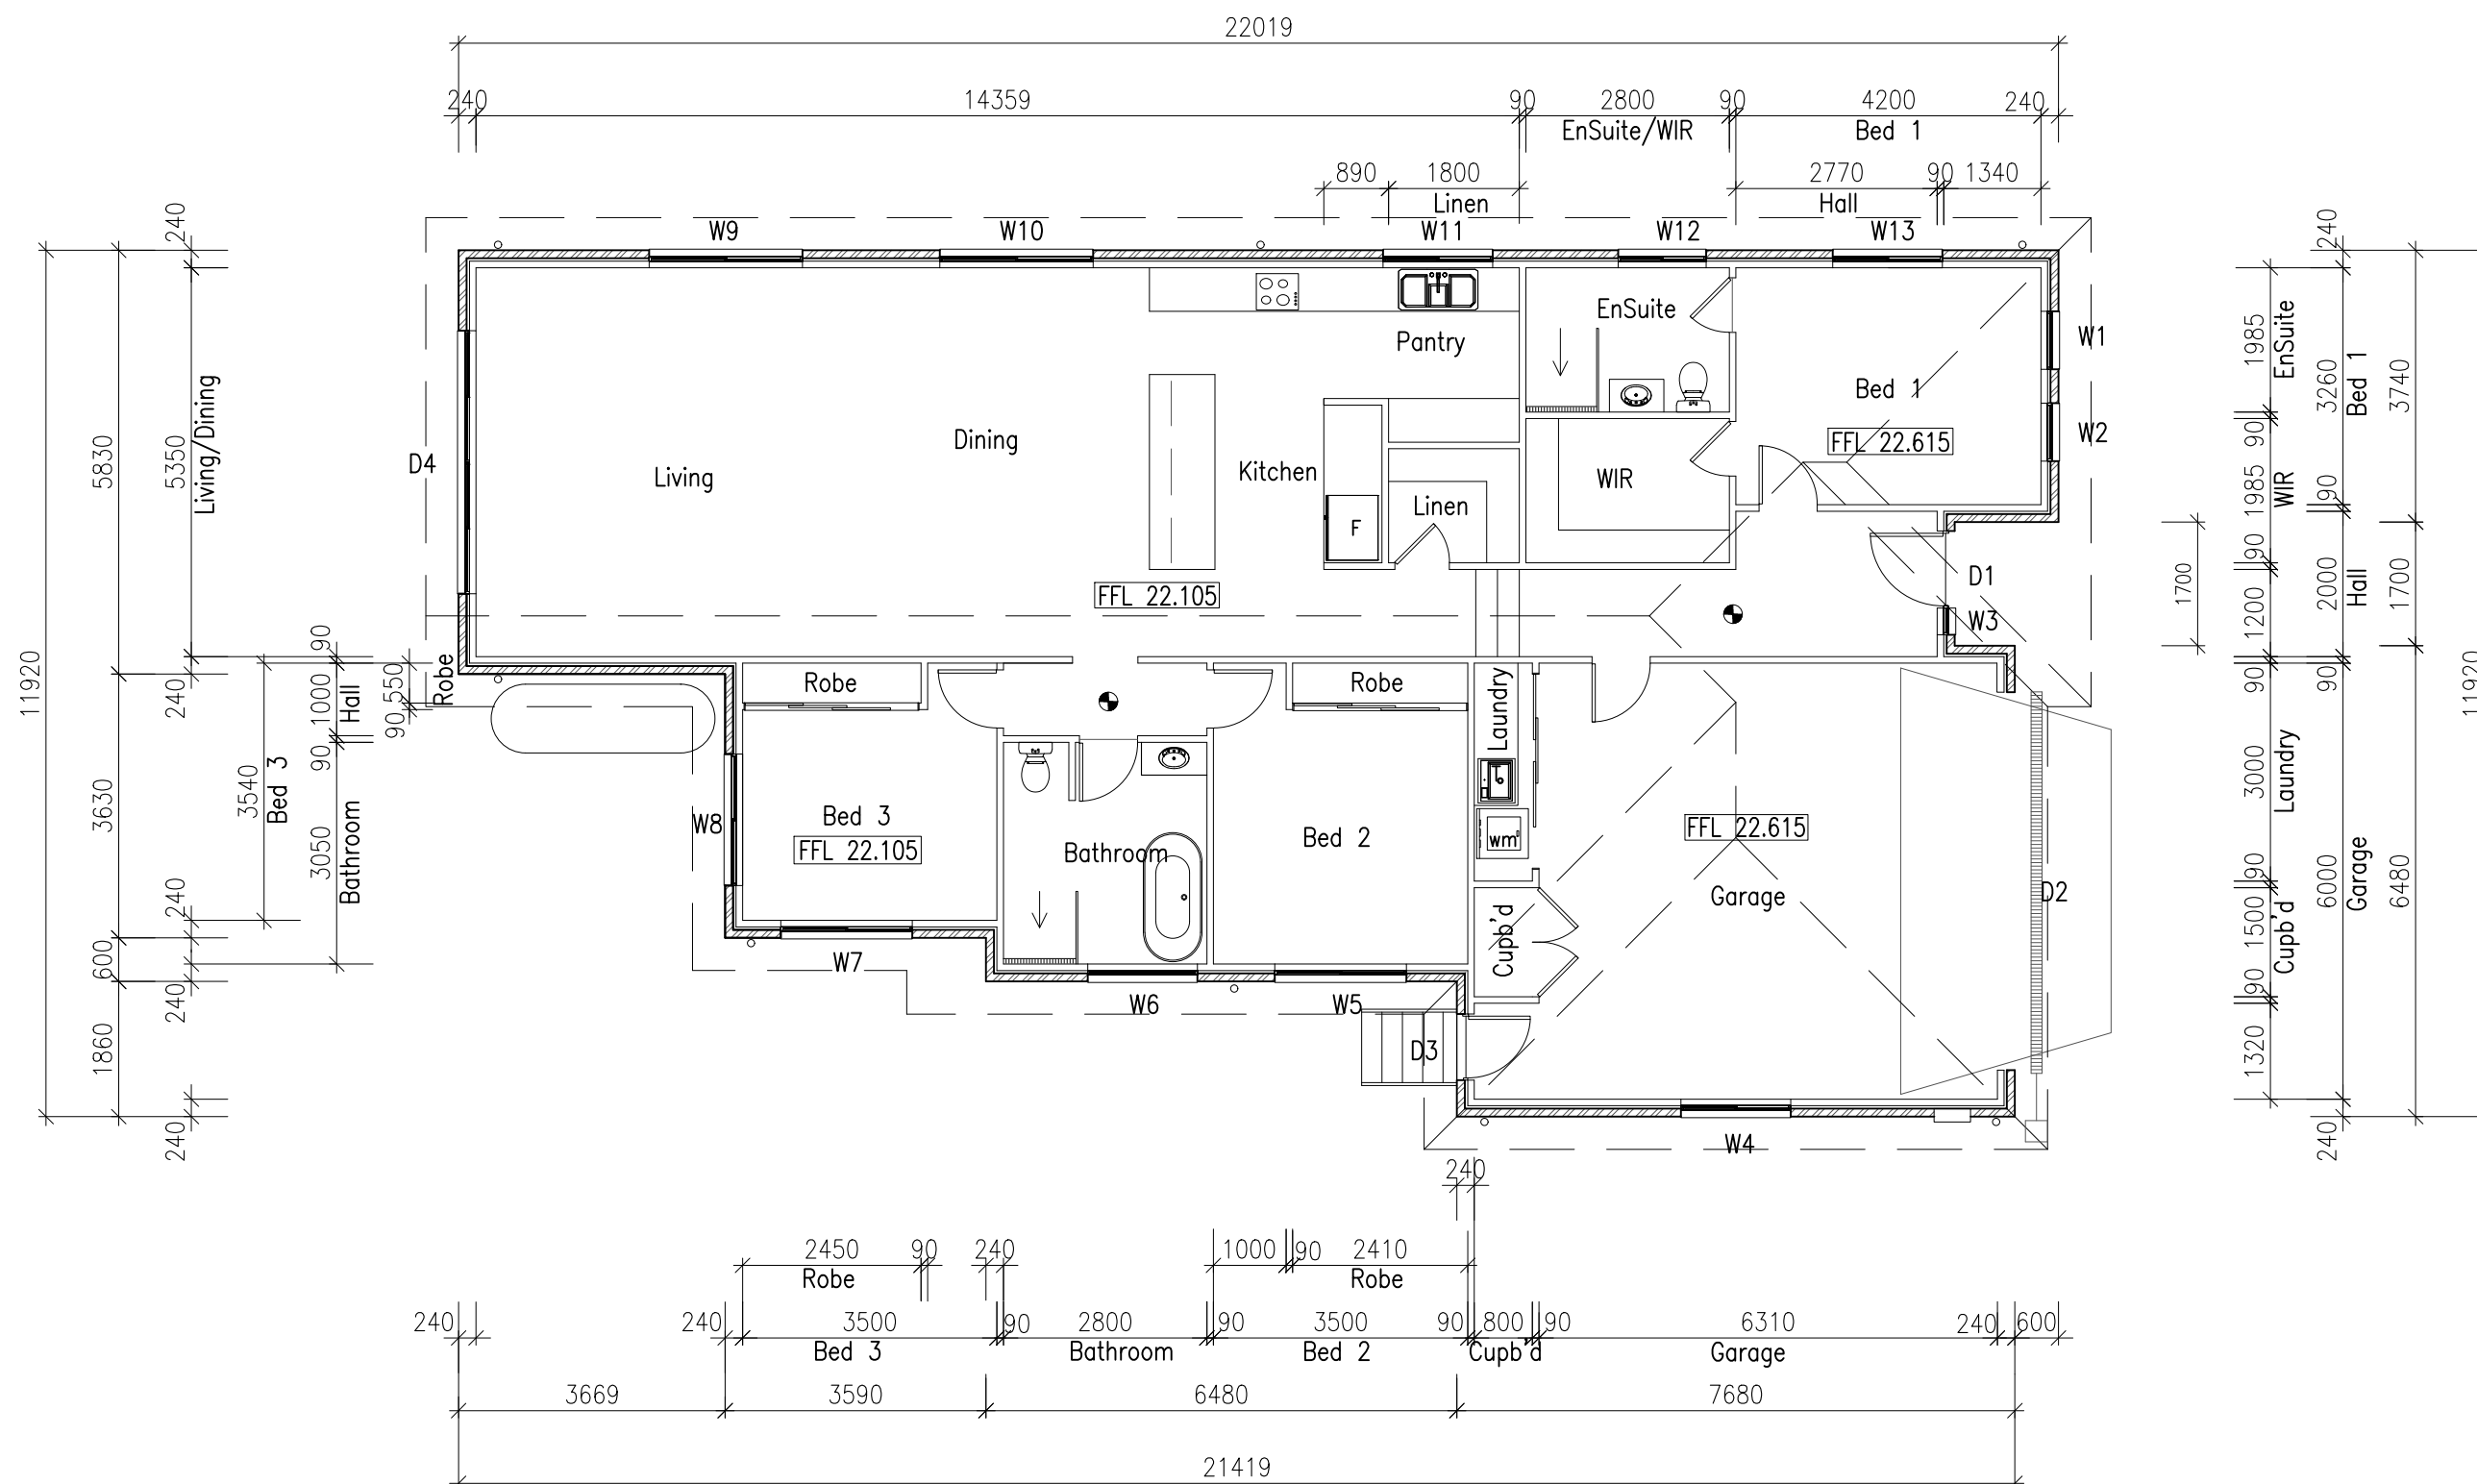 22019
240 14359 90 2800 90 4200 240
EnSuite/WIR Bed 1
890 1800 2770 90 1340
Linen Hall
W9 W10 W11 W12 W13
EnSuite
Pantry
W1
Bed 1
Dining
FFL 22.615
W2
D4
Living
Kitchen
WIR
Linen
F
D1
FFL 22.105
W3
Robe
Robe
Laundry
W8
Bed 3
FFL 22.105
Bathroom
Bed 2
wm
FFL 22.615
Garage
D2
Cupb'd
W7
W6
W5
D3
W4
11920
5830
3630
1860
240
5350
Living/Dining
240
240
600
240
240
3540
Bed 3
90
1000
Hall
90
3050
Bathroom
550
90
Robe
1700
1985
EnSuite
90
1985
WIR
90
1200
90
3000
Laundry
90
1500
Cupb'd
90
1320
240
3260
Bed 1
90
2000
Hall
90
6000
Garage
240
3740
1700
6480
11920
240
2450 90 240 1000 90 2410
Robe Robe
240 240 3500 90 2800 90 3500 90 800 90 6310 240 600
Bed 3 Bathroom Bed 2 Cupb'd Garage
3669 3590 6480 7680
21419